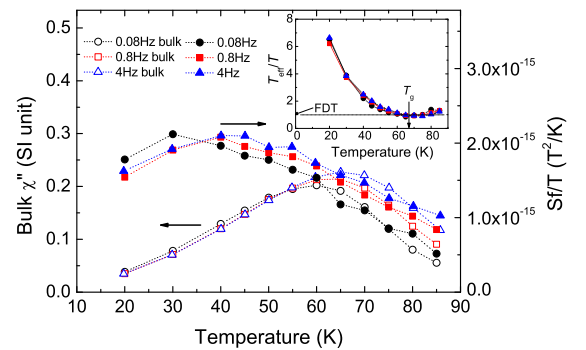 0.08Hz bulk 0.08Hz
0.8Hz bulk 0.8Hz
4Hz bulk 4Hz
Bulk χ" (SI unit)
0.5
0.4
0.3
0.2
0.1
0.0
10 20 30 40 50 60 70 80 90
Temperature (K)
3.0x10⁻¹⁵
2.0x10⁻¹⁵
1.0x10⁻¹⁵
0.0
Sf/T (T²/K)
T_eff/T
8
6
4
2
0
FDT
T_g
0 20 40 60 80
Temperature (K)